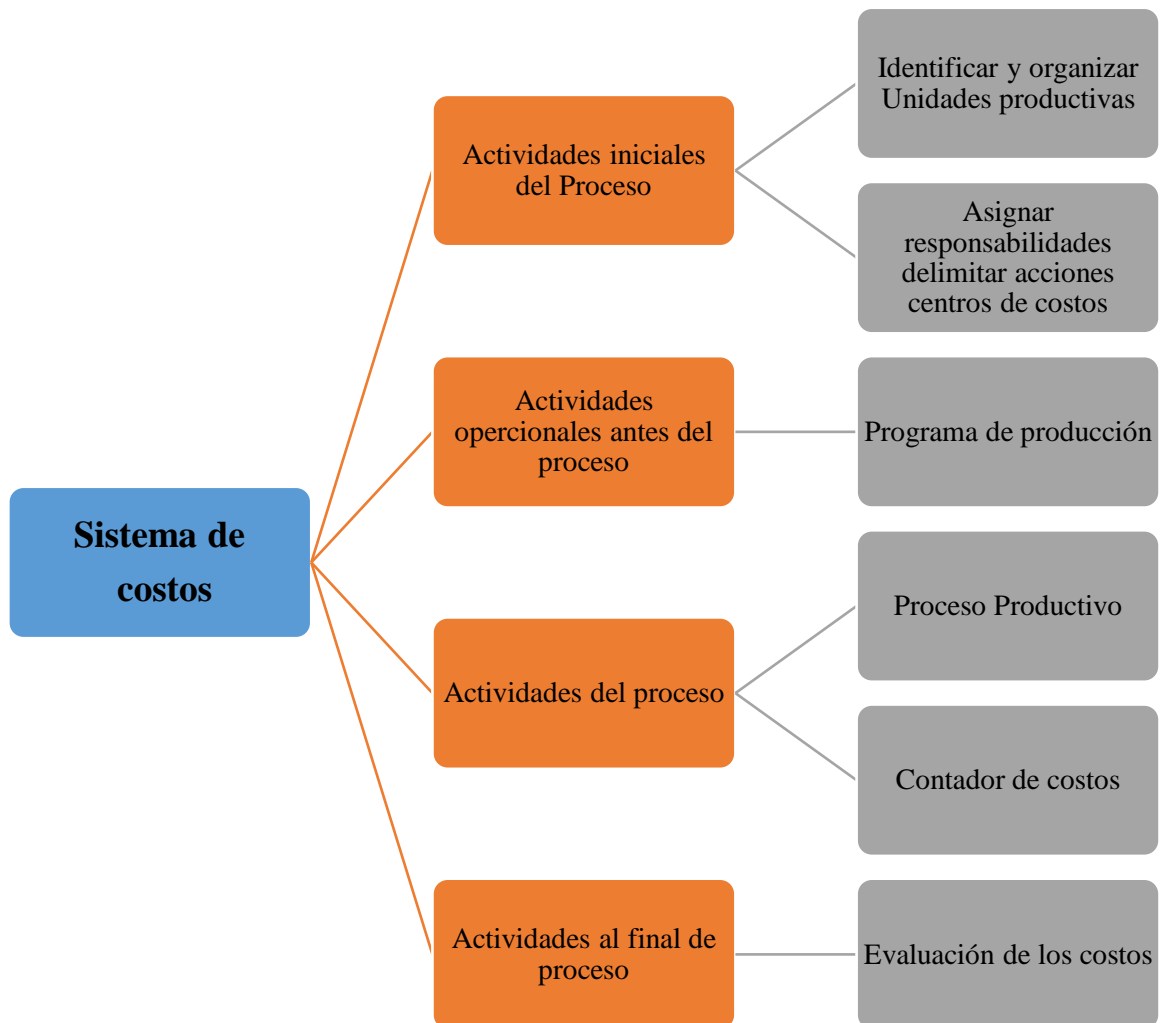 Sistema de
costos
Actividades iniciales
del Proceso
Identificar y organizar
Unidades productivas
Asignar
responsabilidades
delimitar acciones
centros de costos
Actividades
opercionales antes del
proceso
Programa de producción
Actividades del proceso
Proceso Productivo
Contador de costos
Actividades al final de
proceso
Evaluación de los costos